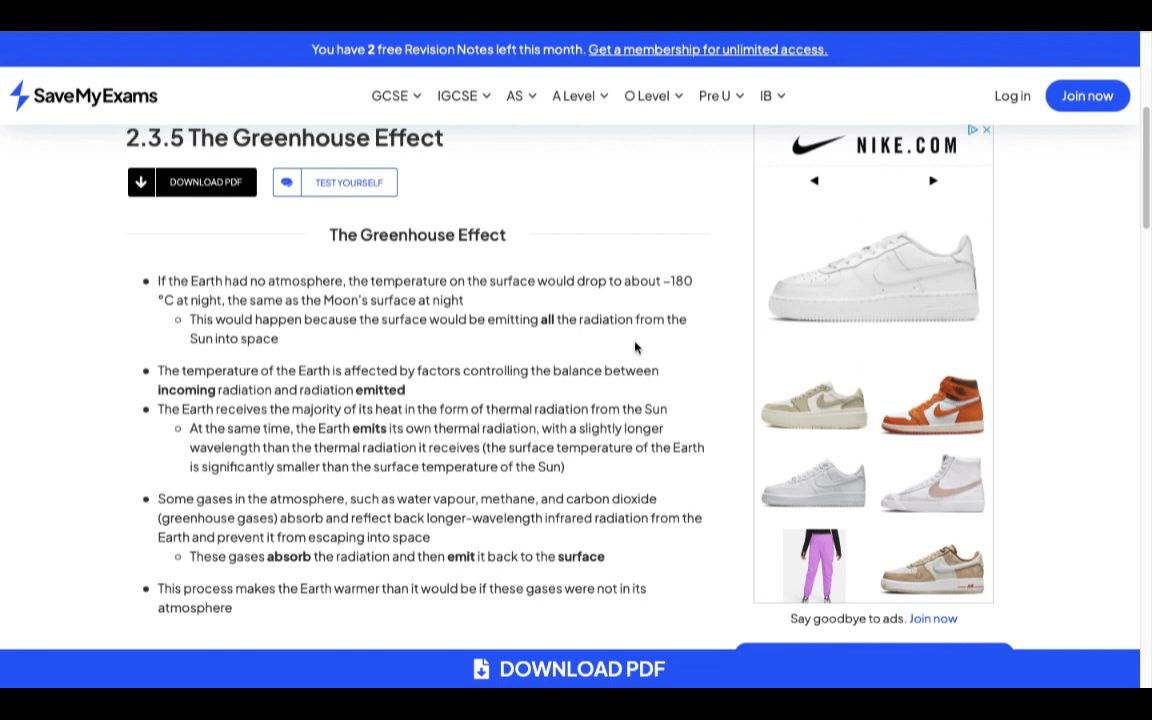 You have 2 free Revision Notes left this month. Get a membership for unlimited access.
SaveMyExams
GCSE IGCSE AS A Level O Level Pre U IB
Log in
Join now
2.3.5 The Greenhouse Effect
DOWNLOAD PDF
TEST YOURSELF
The Greenhouse Effect
If the Earth had no atmosphere, the temperature on the surface would drop to about –180
°C at night, the same as the Moon's surface at night
This would happen because the surface would be emitting all the radiation from the
Sun into space
The temperature of the Earth is affected by factors controlling the balance between
incoming radiation and radiation emitted
The Earth receives the majority of its heat in the form of thermal radiation from the Sun
At the same time, the Earth emits its own thermal radiation, with a slightly longer
wavelength than the thermal radiation it receives (the surface temperature of the Earth
is significantly smaller than the surface temperature of the Sun)
Some gases in the atmosphere, such as water vapour, methane, and carbon dioxide
(greenhouse gases) absorb and reflect back longer-wavelength infrared radiation from the
Earth and prevent it from escaping into space
These gases absorb the radiation and then emit it back to the surface
This process makes the Earth warmer than it would be if these gases were not in its
atmosphere
NIKE.COM
Say goodbye to ads. Join now
DOWNLOAD PDF